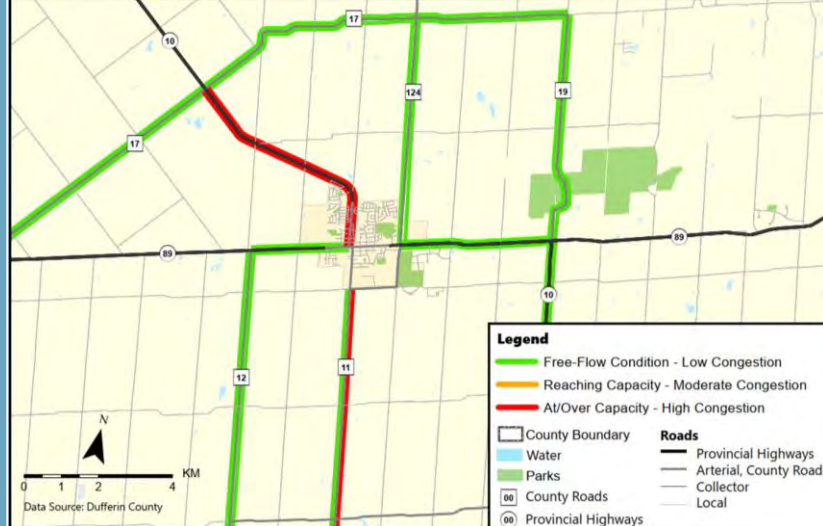 17
10
124
19
17
89
89
10
12
11
N
KM
0 1 2 4
Data Source: Dufferin County
Legend
Free-Flow Condition - Low Congestion
Reaching Capacity - Moderate Congestion
At/Over Capacity - High Congestion
County Boundary
Water
Parks
00 County Roads
00 Provincial Highways
Roads
Provincial Highways
Arterial, County Road
Collector
Local